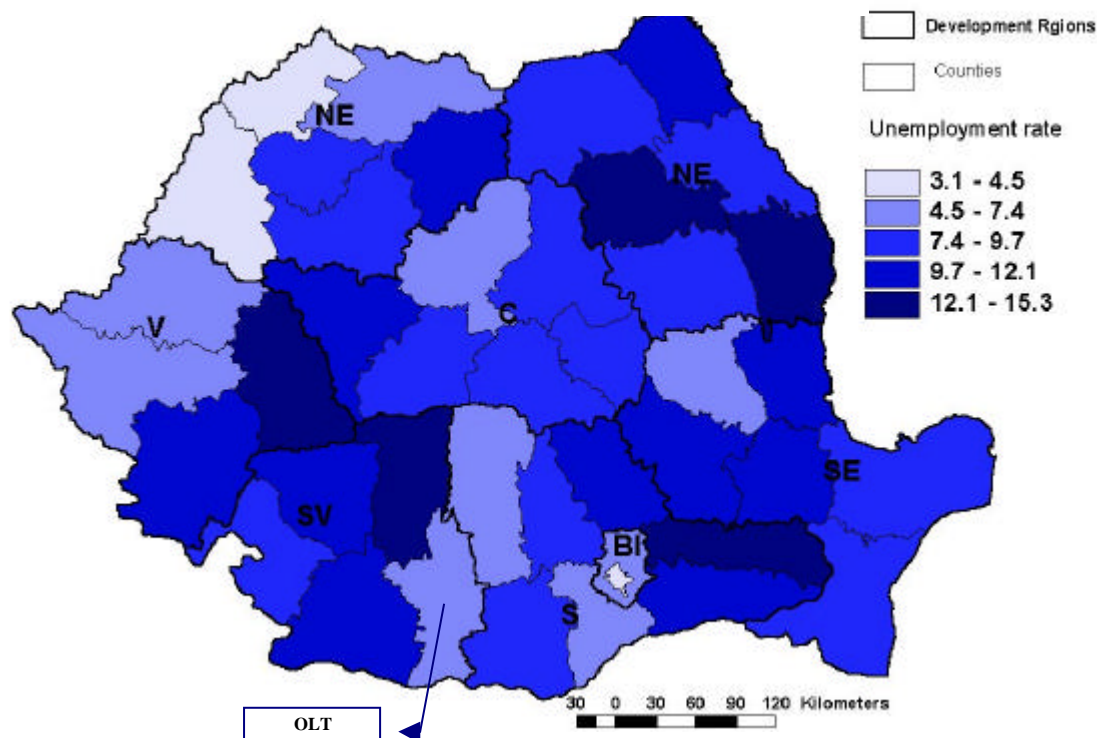 Development Rgions
Counties
Unemployment rate
3.1 - 4.5
4.5 - 7.4
7.4 - 9.7
9.7 - 12.1
12.1 - 15.3
NE
NE
V
C
SE
SV
BI
S
30 0 30 60 90 120 Kilometers
OLT